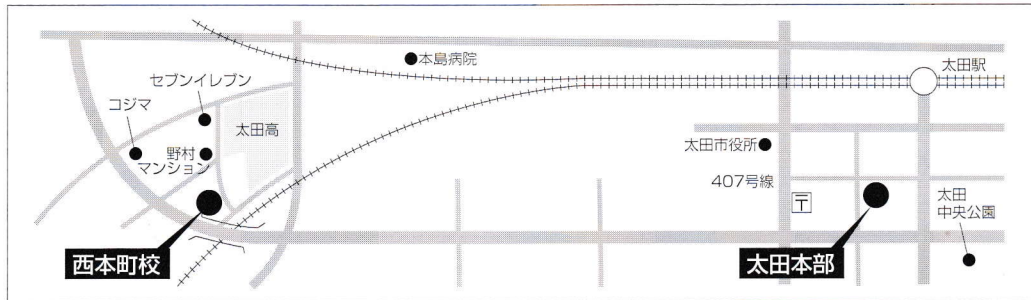 本島病院
太田駅
セブンイレブン
コジマ
太田高
野村
マンション
太田市役所
407号線
〒
太田
中央公園
西本町校
太田本部